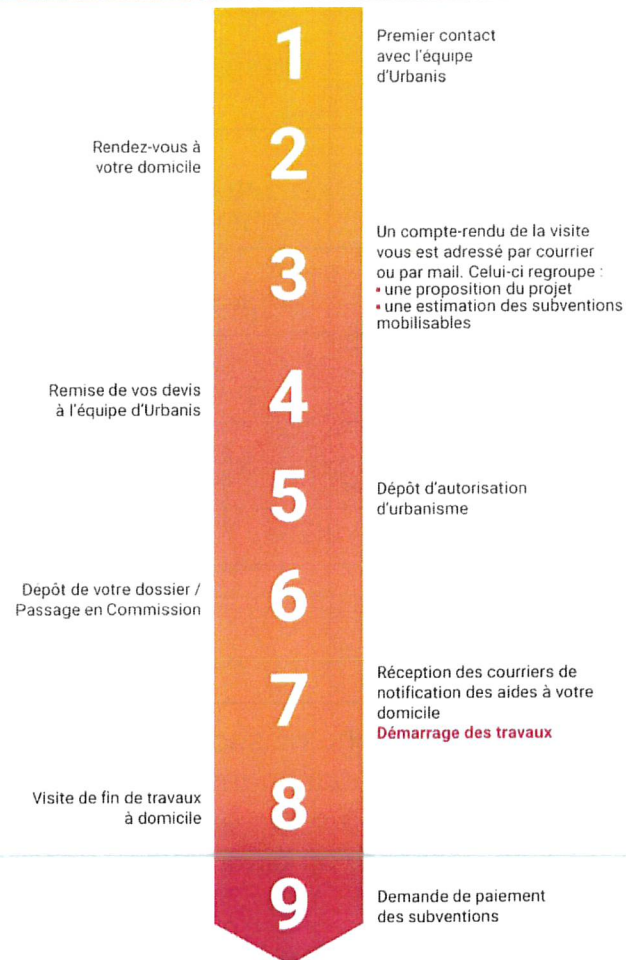 1
Premier contact
avec l'équipe
d'Urbanis
Rendez-vous à
votre domicile
2
3
Un compte-rendu de la visite
vous est adressé par courrier
ou par mail. Celui-ci regroupe :
▪ une proposition du projet
▪ une estimation des subventions
mobilisables
Remise de vos devis
à l'équipe d'Urbanis
4
5
Dépôt d'autorisation
d'urbanisme
Dépôt de votre dossier /
Passage en Commission
6
7
Réception des courriers de
notification des aides à votre
domicile
Démarrage des travaux
Visite de fin de travaux
à domicile
8
9
Demande de paiement
des subventions